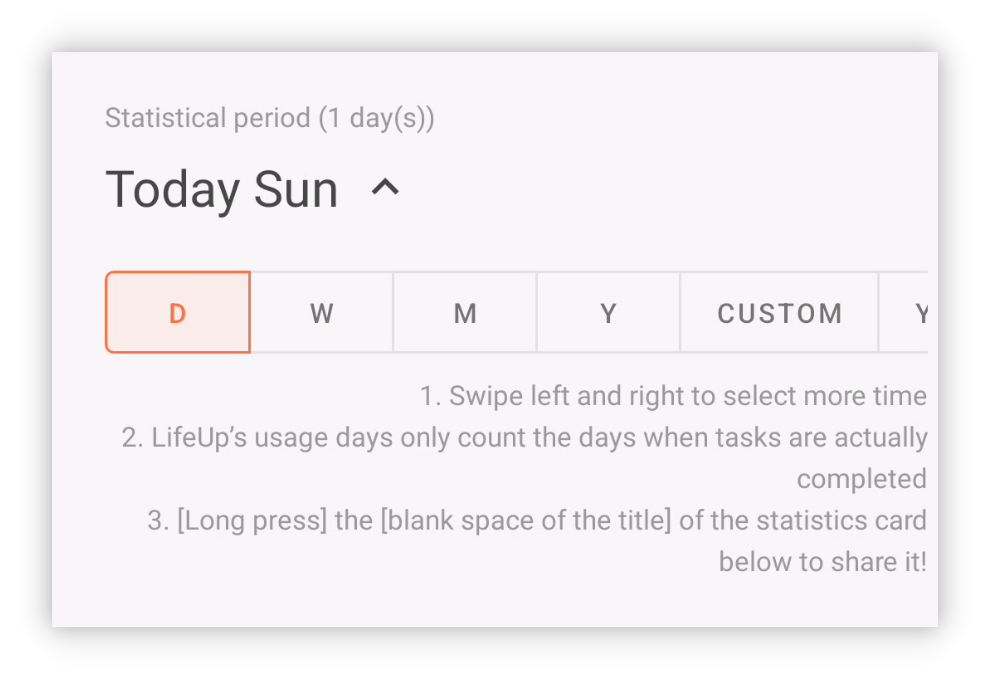 Statistical period (1 day(s))
Today Sun
D W M Y CUSTOM Y
1. Swipe left and right to select more time
2. LifeUp’s usage days only count the days when tasks are actually
completed
3. [Long press] the [blank space of the title] of the statistics card
below to share it!